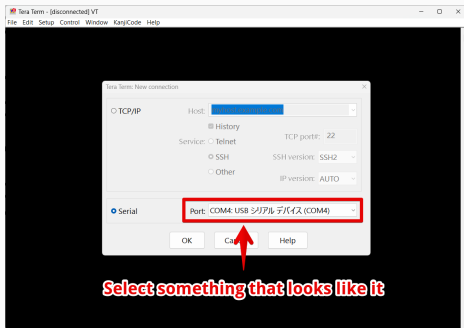 Tera Term - [disconnected] VT
File Edit Setup Control Window KanjiCode Help
Tera Term: New connection
TCP/IP
Host:
History
Service: Telnet
TCP port#: 22
SSH
SSH version: SSH2
Other
IP version: AUTO
Serial
Port: COM4: USB シリアル デバイス (COM4)
OK
Help
Select something that looks like it